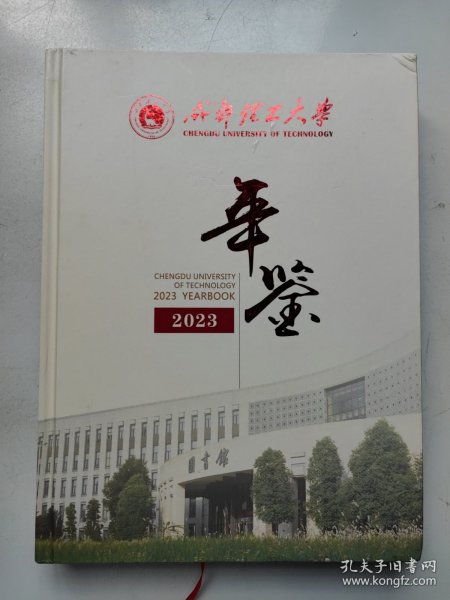 成都理工大学
CHENGDU UNIVERSITY OF TECHNOLOGY
年鉴
CHENGDU UNIVERSITY
OF TECHNOLOGY
2023 YEARBOOK
2023
图书馆
孔夫子旧书网
www.kongfz.com